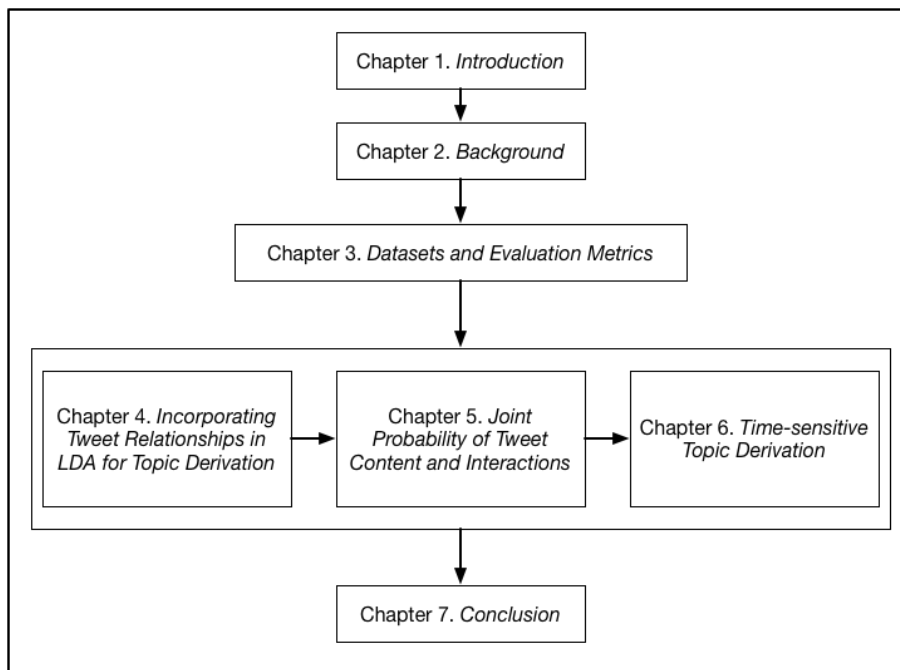 Chapter 1. Introduction
Chapter 2. Background
Chapter 3. Datasets and Evaluation Metrics
Chapter 4. Incorporating
Tweet Relationships in
LDA for Topic Derivation
Chapter 5. Joint
Probability of Tweet
Content and Interactions
Chapter 6. Time-sensitive
Topic Derivation
Chapter 7. Conclusion